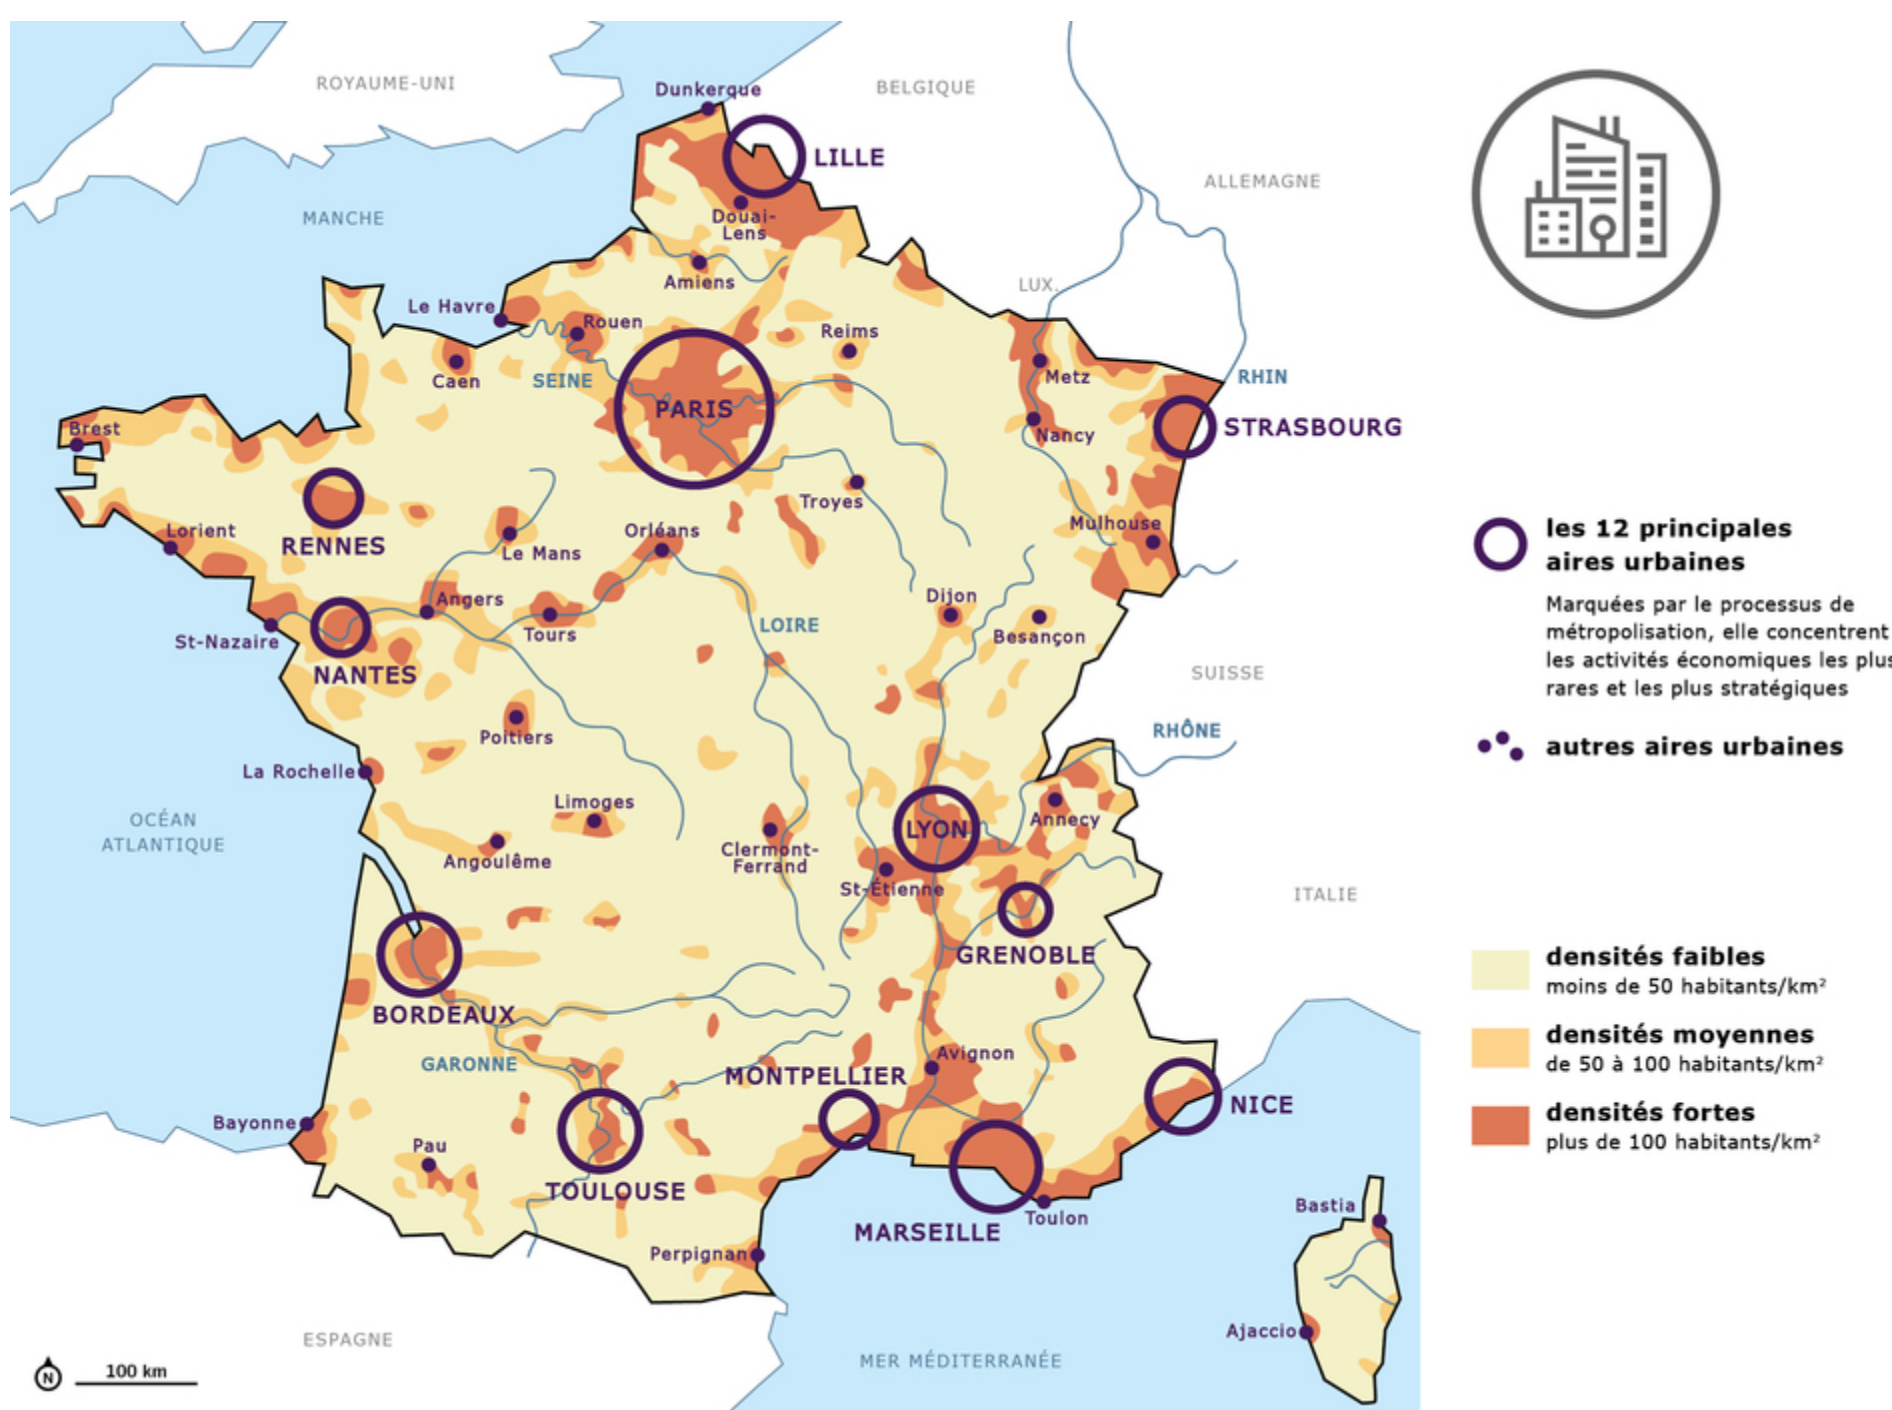 ROYAUME-UNI
BELGIQUE
Dunkerque
LILLE
ALLEMAGNE
MANCHE
Douai-
Lens
Amiens
LUX.
Le Havre
Rouen
Reims
Caen
SEINE
Metz
RHIN
PARIS
Brest
Nancy
STRASBOURG
Troyes
Lorient
Orléans
Mulhouse
RENNES
Le Mans
Angers
Dijon
St-Nazaire
Tours
LOIRE
Besançon
NANTES
SUISSE
Poitiers
RHÔNE
La Rochelle
Limoges
OCÉAN
ATLANTIQUE
LYON
Annecy
Angoulême
Clermont-
Ferrand
St-Étienne
ITALIE
GRENOBLE
BORDEAUX
GARONNE
Avignon
MONTPELLIER
NICE
Bayonne
Pau
TOULOUSE
Bastia
MARSEILLE
Toulon
Perpignan
Ajaccio
ESPAGNE
MER MÉDITERRANÉE
N
100 km
les 12 principales
aires urbaines
Marquées par le processus de
métropolisation, elle concentrent
les activités économiques les plus
rares et les plus stratégiques
autres aires urbaines
densités faibles
moins de 50 habitants/km²
densités moyennes
de 50 à 100 habitants/km²
densités fortes
plus de 100 habitants/km²